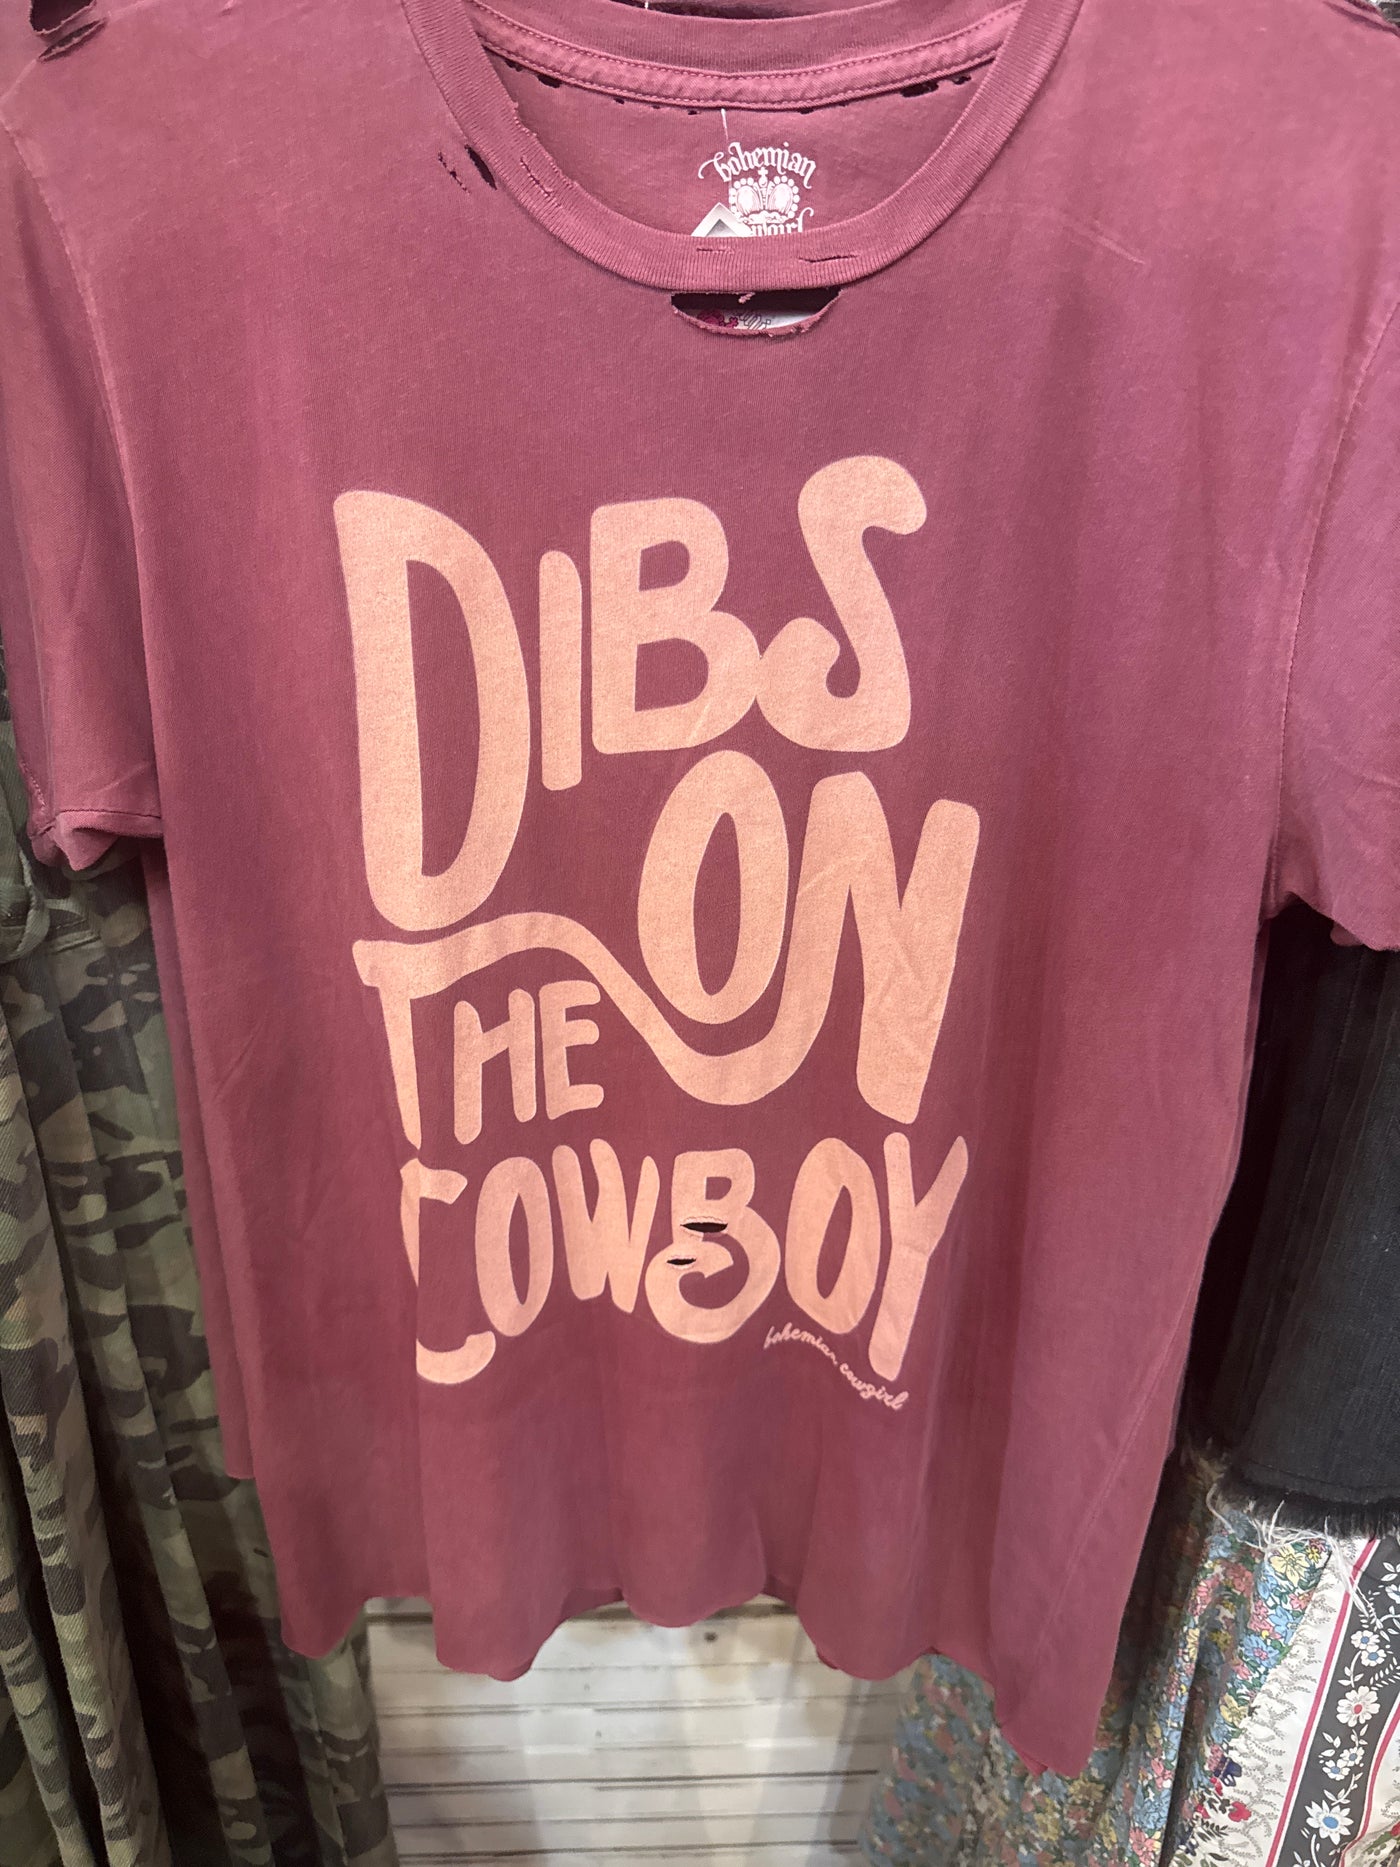 bohemian
DIBS
ON
THE
COWBOY
bohemian cowgirl